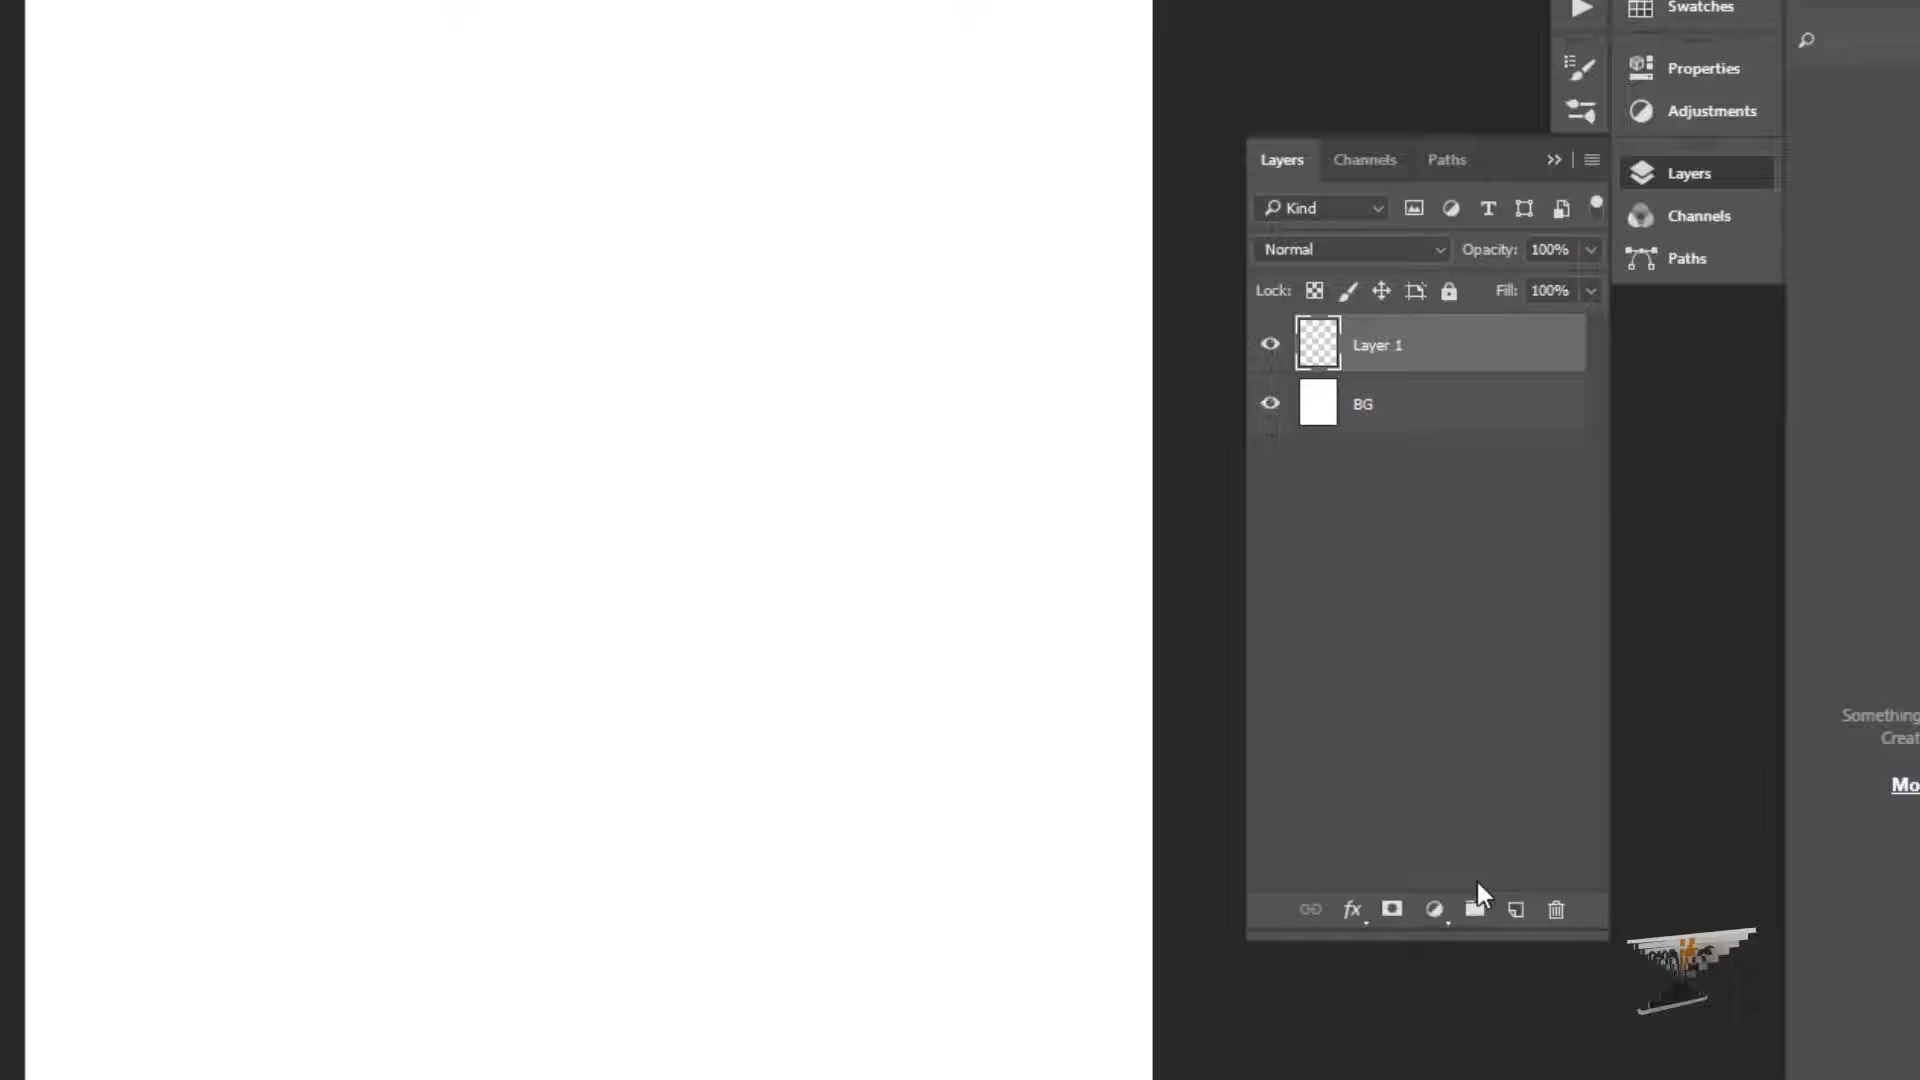 Swatches
Properties
Adjustments
Layers Channels Paths
Layers
Kind
Channels
Normal Opacity: 100%
Paths
Lock: Fill: 100%
Layer 1
BG
Something
Creat
Mo
fx